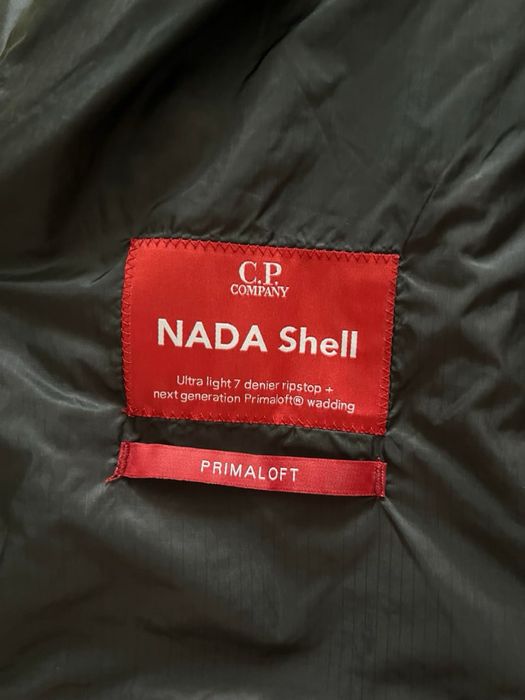 C.P.
COMPANY
NADA Shell
Ultra light 7 denier ripstop +
next generation Primaloft® wadding
PRIMALOFT